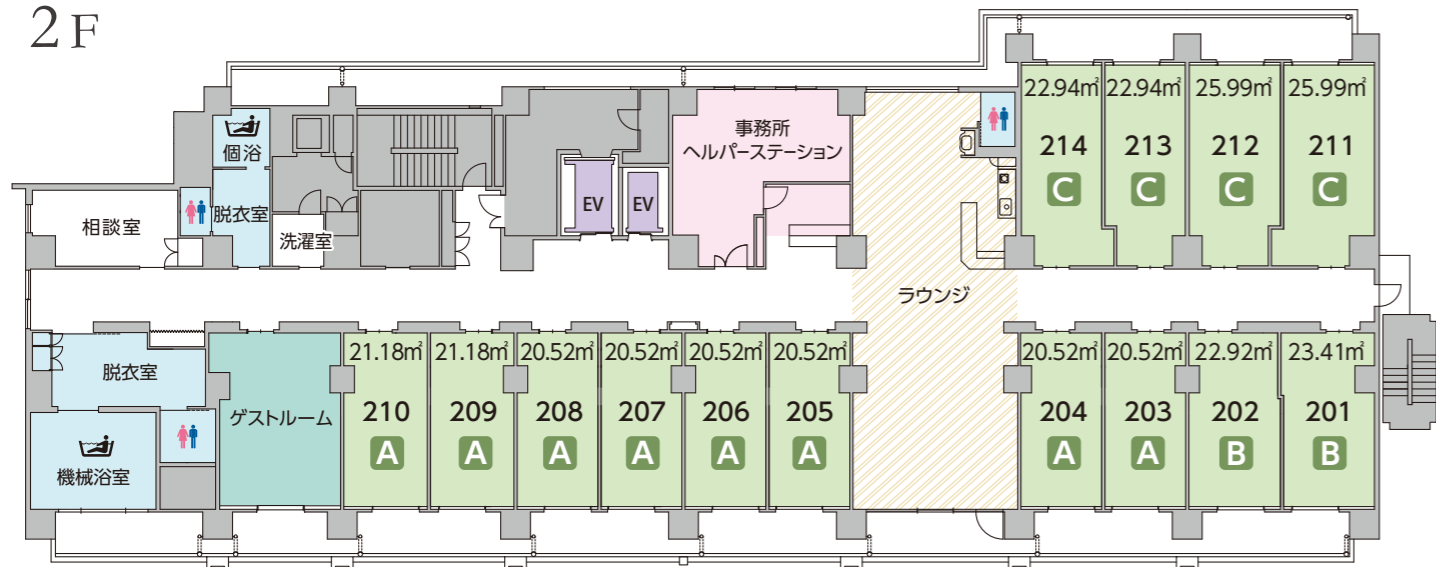 2F
22.94㎡
22.94㎡
25.99㎡
25.99㎡
214
213
212
211
C
C
C
C
事務所
ヘルパーステーション
個浴
脱衣室
相談室
洗濯室
EV
EV
ラウンジ
脱衣室
機械浴室
ゲストルーム
21.18㎡
21.18㎡
20.52㎡
20.52㎡
20.52㎡
20.52㎡
20.52㎡
20.52㎡
22.92㎡
23.41㎡
210
209
208
207
206
205
204
203
202
201
A
A
A
A
A
A
A
A
B
B